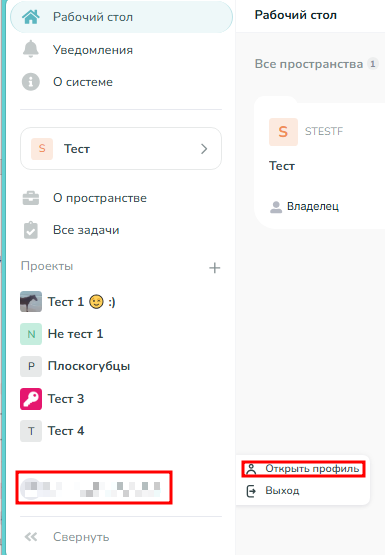 Рабочий стол
Уведомления
О системе
S Тест
О пространстве
Все задачи
Проекты
Тест 1 😉 :)
N Не тест 1
P Плоскогубцы
Тест 3
T Тест 4
Свернуть
Рабочий стол
Все пространства 1
S STESTF
Тест
Владелец
Открыть профиль
Выход